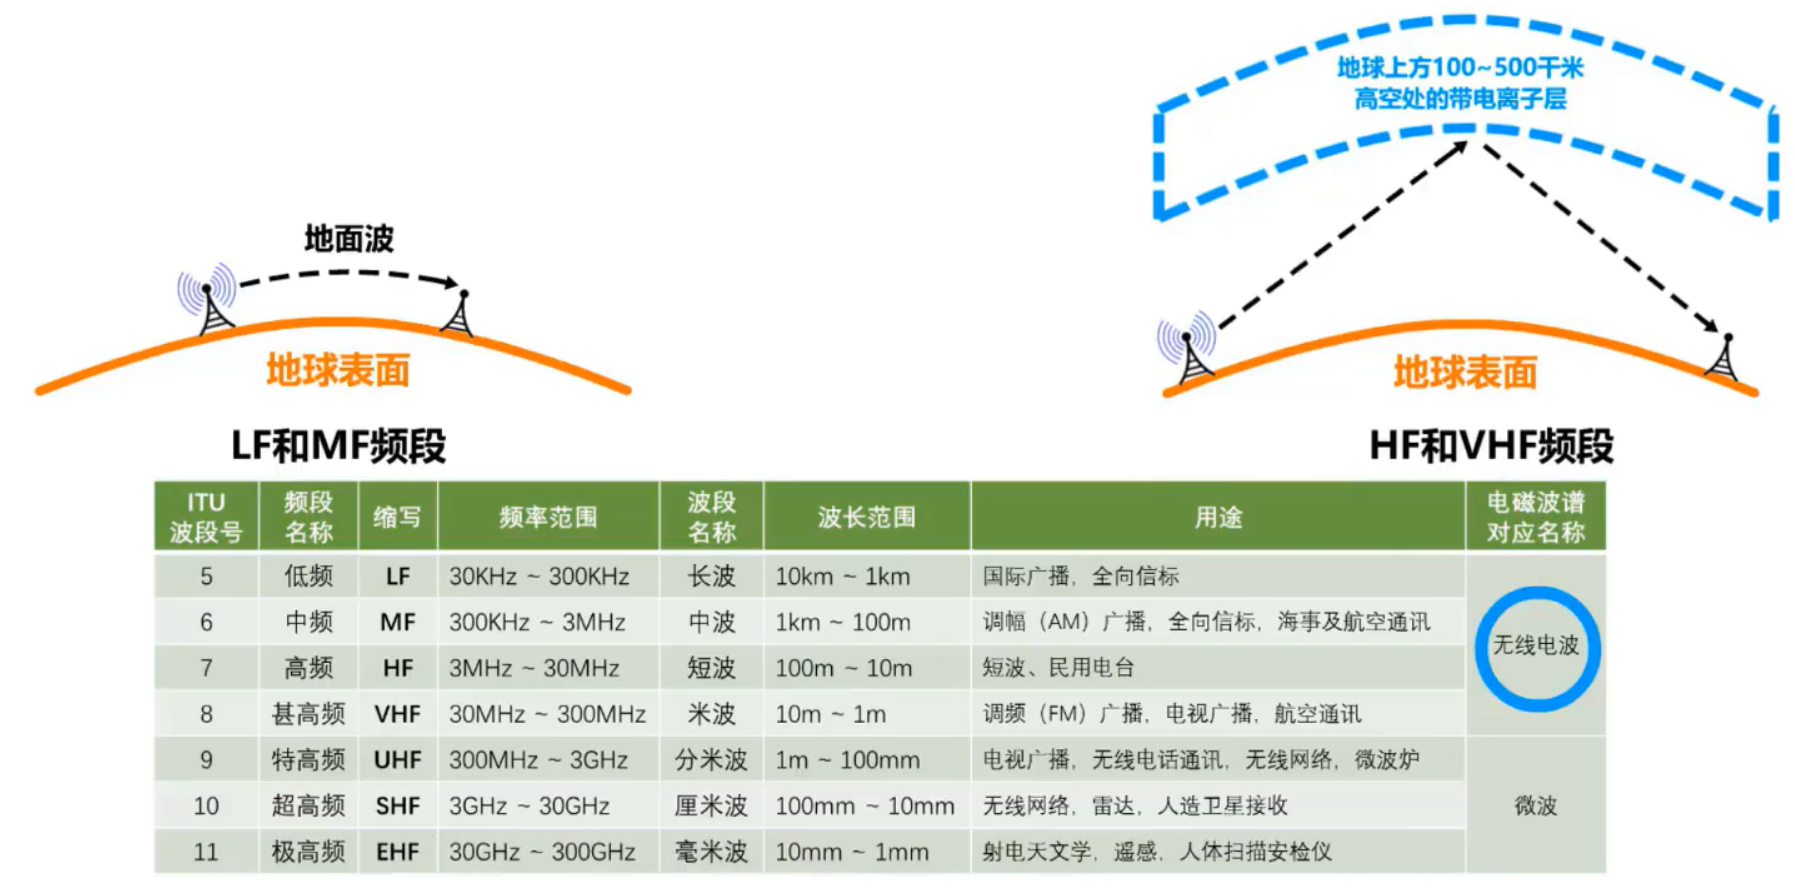 地球上方100~500千米
高空处的带电离子层
地面波
地球表面
地球表面
LF和MF频段
HF和VHF频段
ITU波段号 频段名称 缩写 频率范围 波段名称 波长范围 用途 电磁波谱对应名称
5 低频 LF 30KHz ~ 300KHz 长波 10km ~ 1km 国际广播，全向信标
6 中频 MF 300KHz ~ 3MHz 中波 1km ~ 100m 调幅（AM）广播，全向信标，海事及航空通讯
无线电波
7 高频 HF 3MHz ~ 30MHz 短波 100m ~ 10m 短波、民用电台
8 甚高频 VHF 30MHz ~ 300MHz 米波 10m ~ 1m 调频（FM）广播，电视广播，航空通讯
9 特高频 UHF 300MHz ~ 3GHz 分米波 1m ~ 100mm 电视广播，无线电话通讯，无线网络，微波炉
10 超高频 SHF 3GHz ~ 30GHz 厘米波 100mm ~ 10mm 无线网络，雷达，人造卫星接收 微波
11 极高频 EHF 30GHz ~ 300GHz 毫米波 10mm ~ 1mm 射电天文学，遥感，人体扫描安检仪